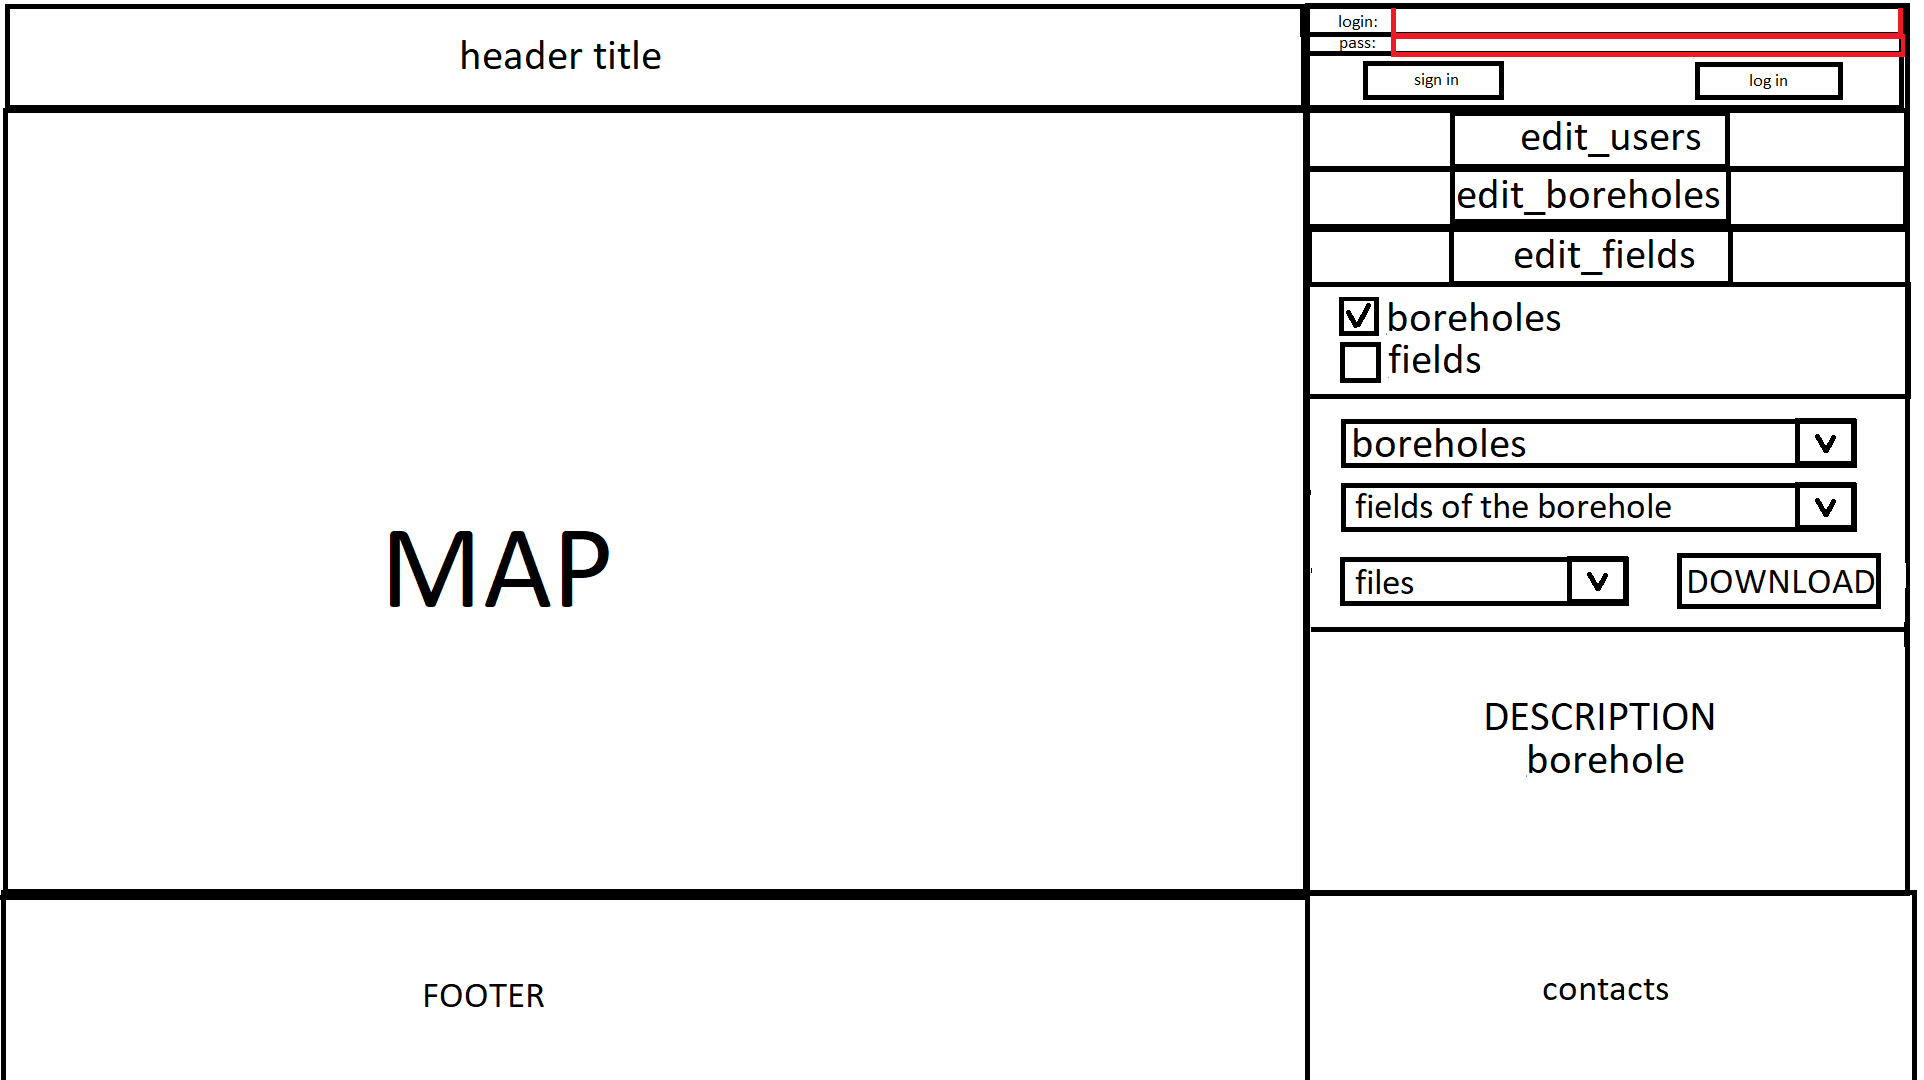 header title
login:
pass:
sign in
log in
edit_users
edit_boreholes
edit_fields
boreholes
fields
boreholes
fields of the borehole
files
DOWNLOAD
MAP
DESCRIPTION
borehole
FOOTER
contacts